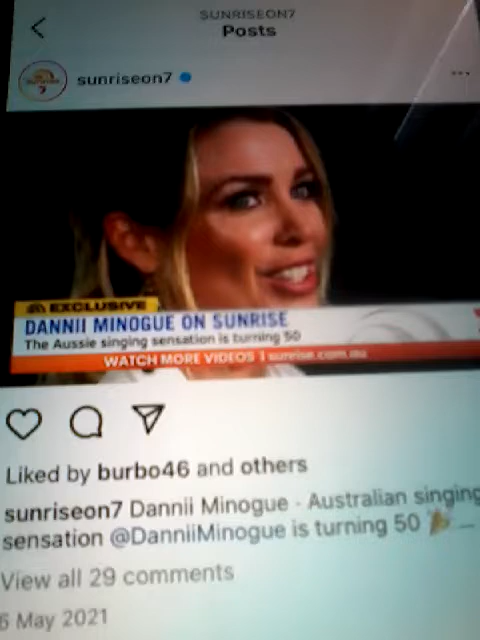 SUNRISEON7
Posts
sunriseon7
EXCLUSIVE
DANNII MINOGUE ON SUNRISE
The Aussie singing sensation is turning 50
WATCH MORE VIDEOS | sunrise.com.au
Liked by burbo46 and others
sunriseon7 Dannii Minogue - Australian singing
sensation @DanniiMinogue is turning 50 🎉 ...
View all 29 comments
6 May 2021